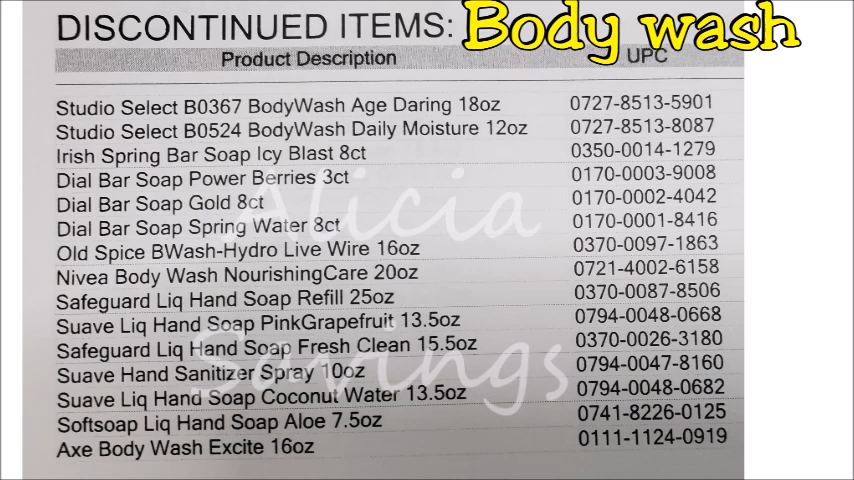 DISCONTINUED ITEMS: Body wash
Product Description UPC
Studio Select B0367 BodyWash Age Daring 18oz 0727-8513-5901
Studio Select B0524 BodyWash Daily Moisture 12oz 0727-8513-8087
Irish Spring Bar Soap Icy Blast 8ct 0350-0014-1279
Dial Bar Soap Power Berries 3ct 0170-0003-9008
Dial Bar Soap Gold 8ct 0170-0002-4042
Dial Bar Soap Spring Water 8ct 0170-0001-8416
Old Spice BWash-Hydro Live Wire 16oz 0370-0097-1863
Nivea Body Wash NourishingCare 20oz 0721-4002-6158
Safeguard Liq Hand Soap Refill 25oz 0370-0087-8506
Suave Liq Hand Soap PinkGrapefruit 13.5oz 0794-0048-0668
Safeguard Liq Hand Soap Fresh Clean 15.5oz 0370-0026-3180
Suave Hand Sanitizer Spray 10oz 0794-0047-8160
Suave Liq Hand Soap Coconut Water 13.5oz 0794-0048-0682
Softsoap Liq Hand Soap Aloe 7.5oz 0741-8226-0125
Axe Body Wash Excite 16oz 0111-1124-0919
Alicia
Savings